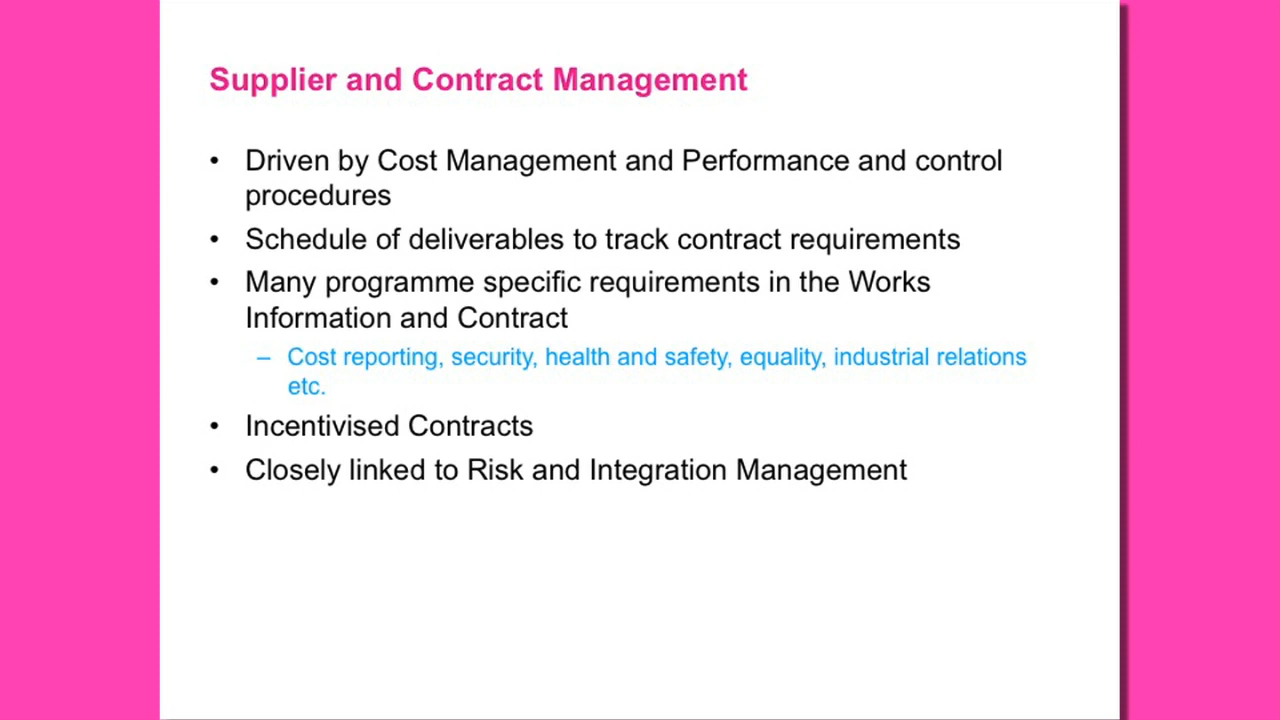 Supplier and Contract Management
• Driven by Cost Management and Performance and control
procedures
• Schedule of deliverables to track contract requirements
• Many programme specific requirements in the Works
Information and Contract
– Cost reporting, security, health and safety, equality, industrial relations
etc.
• Incentivised Contracts
• Closely linked to Risk and Integration Management